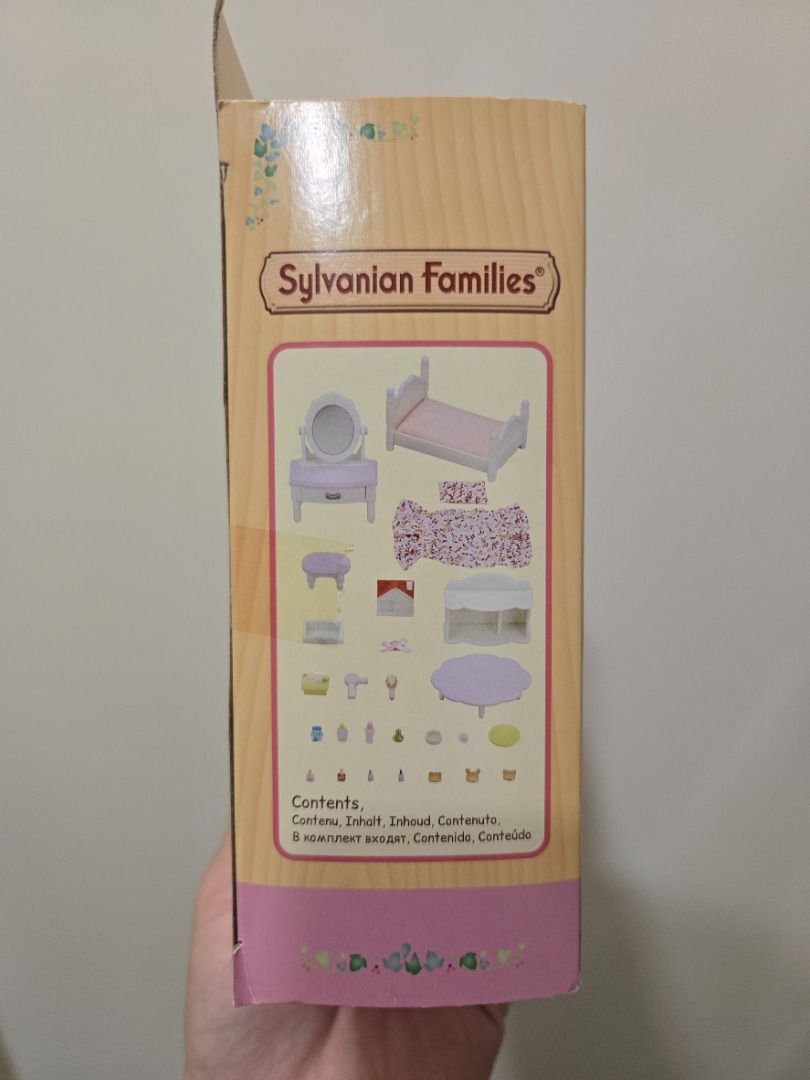 Sylvanian Families®
Contents,
Contenu, Inhalt, Inhoud, Contenuto,
В комплект входят, Contenido, Conteúdo